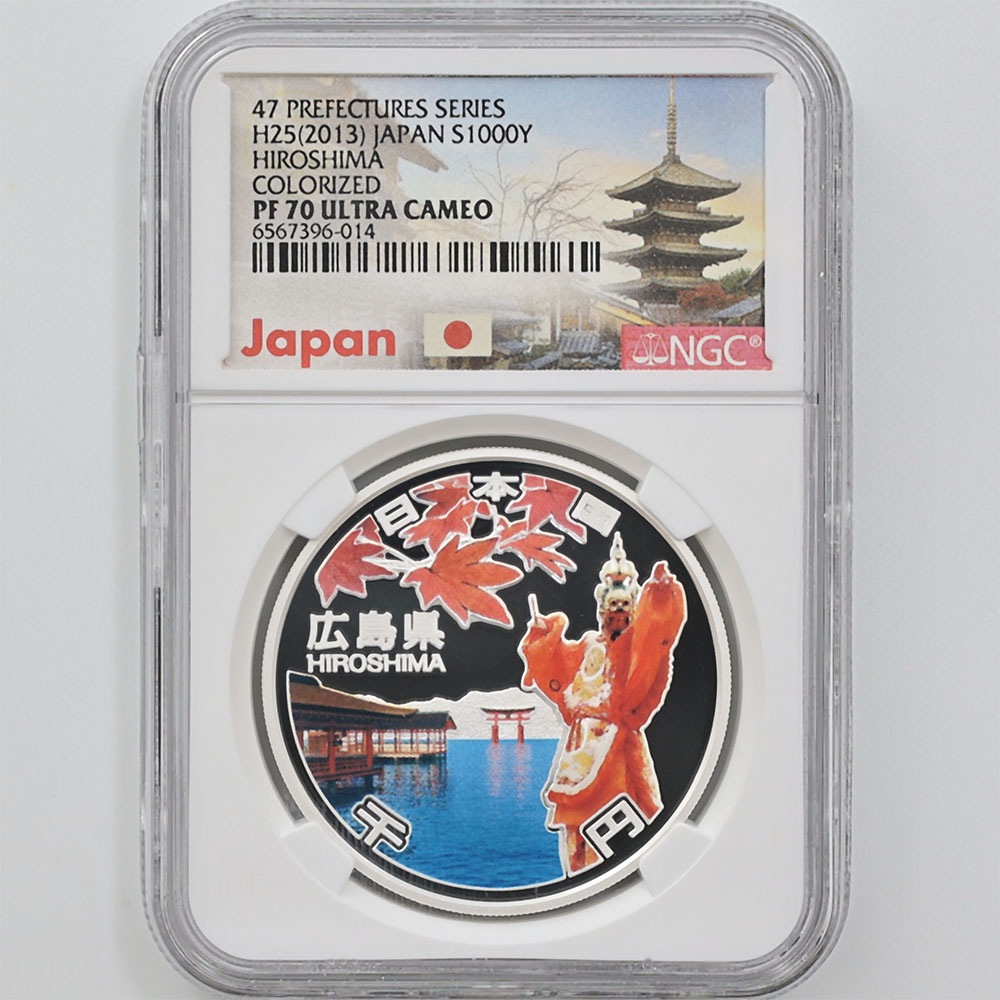 47 PREFECTURES SERIES
H25(2013) JAPAN S1000Y
HIROSHIMA
COLORIZED
PF 70 ULTRA CAMEO
6567396-014
Japan
NGC®
日本国
広島県
HIROSHIMA
千円